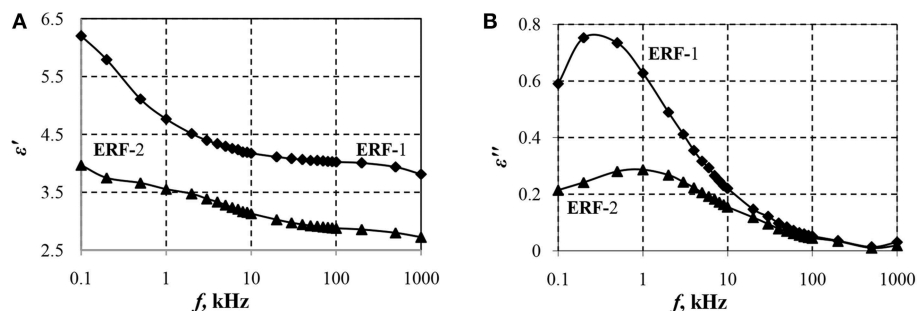 A
ε'
6.5
5.5
4.5
3.5
2.5
ERF-2
ERF-1
0.1 1 10 100 1000
f, kHz
B
ε''
0.8
0.6
0.4
0.2
0
ERF-1
ERF-2
0.1 1 10 100 1000
f, kHz